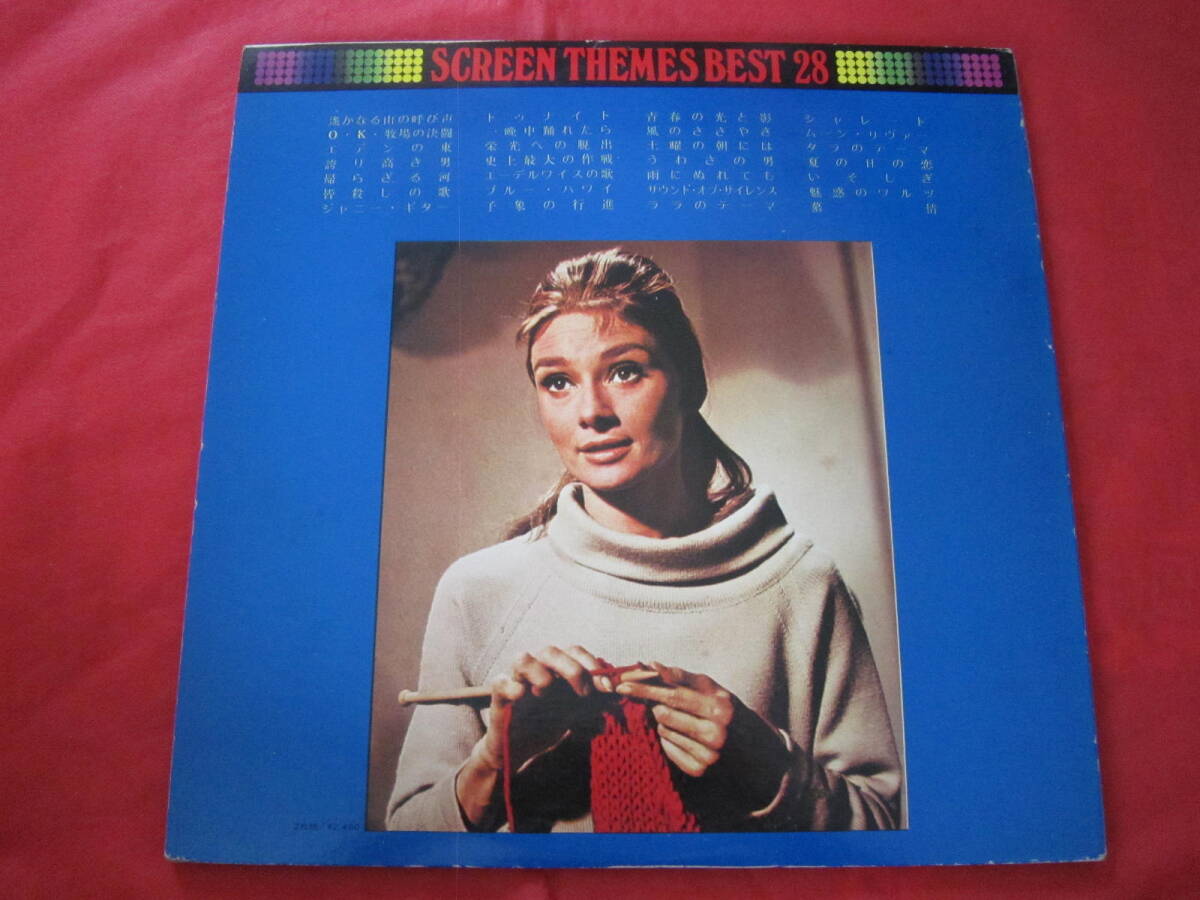 SCREEN THEMES BEST 28
遙かなる山の呼び声
O・K・牧場の決闘
エデンの東
誇り高き男
帰らざる河
皆殺しの歌
ジャニー・ギター
トゥナイト
一晩中踊れたら
栄光への脱出
史上最大の作戦
エーデルワイスの歌
ブルー・ハワイ
子象の行進
青春の光と影
風のささやき
土曜の朝には
うわさの男
雨にぬれても
サウンド・オブ・サイレンス
ララのテーマ
シャレード
ムーン・リヴァー
タラのテーマ
夏の日の恋
いそしぎ
魅惑のワルツ
慕情
2枚組 ¥2,400